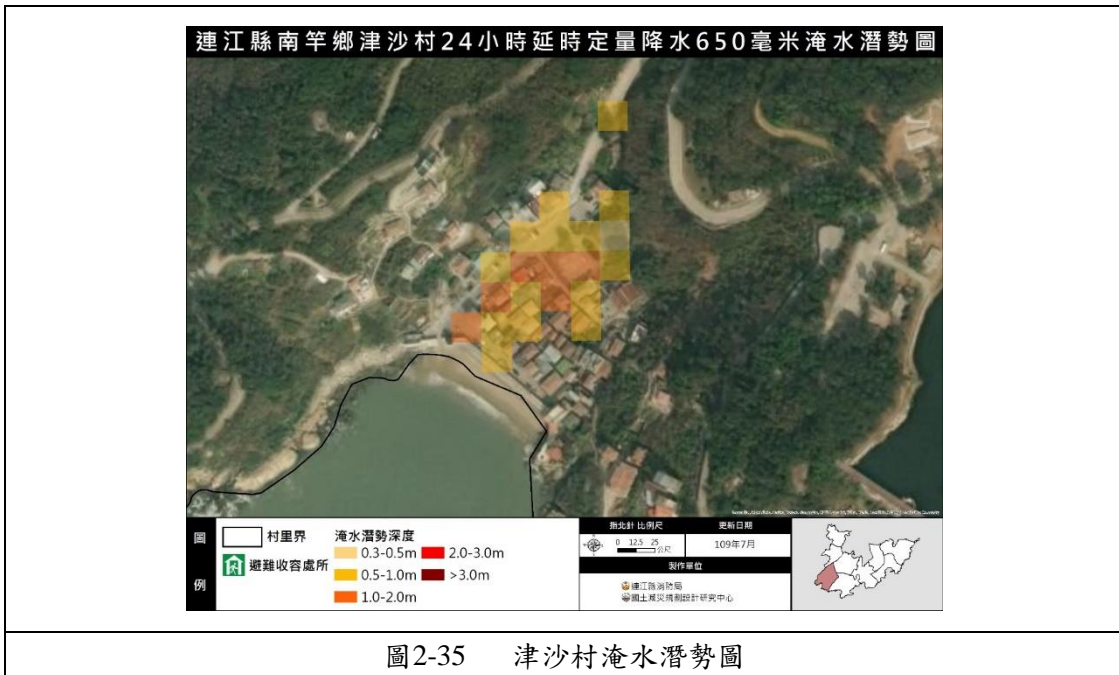 連江縣南竿鄉津沙村24小時延時定量降水650毫米淹水潛勢圖
圖例
村里界
避難收容處所
淹水潛勢深度
0.3-0.5m
0.5-1.0m
1.0-2.0m
2.0-3.0m
>3.0m
指北針 比例尺
0 12.5 25
公尺
更新日期
109年7月
製作單位
連江縣消防局
國土減災規劃設計研究中心
圖2-35 津沙村淹水潛勢圖